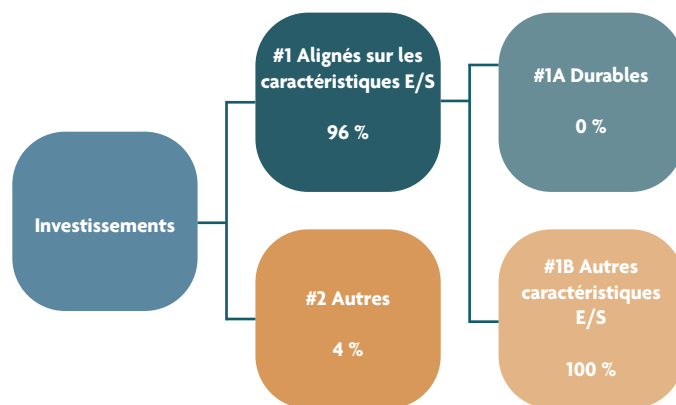 #1 Alignés sur les
caractéristiques E/S
96 %
#1A Durables
0 %
Investissements
#2 Autres
4 %
#1B Autres
caractéristiques
E/S
100 %